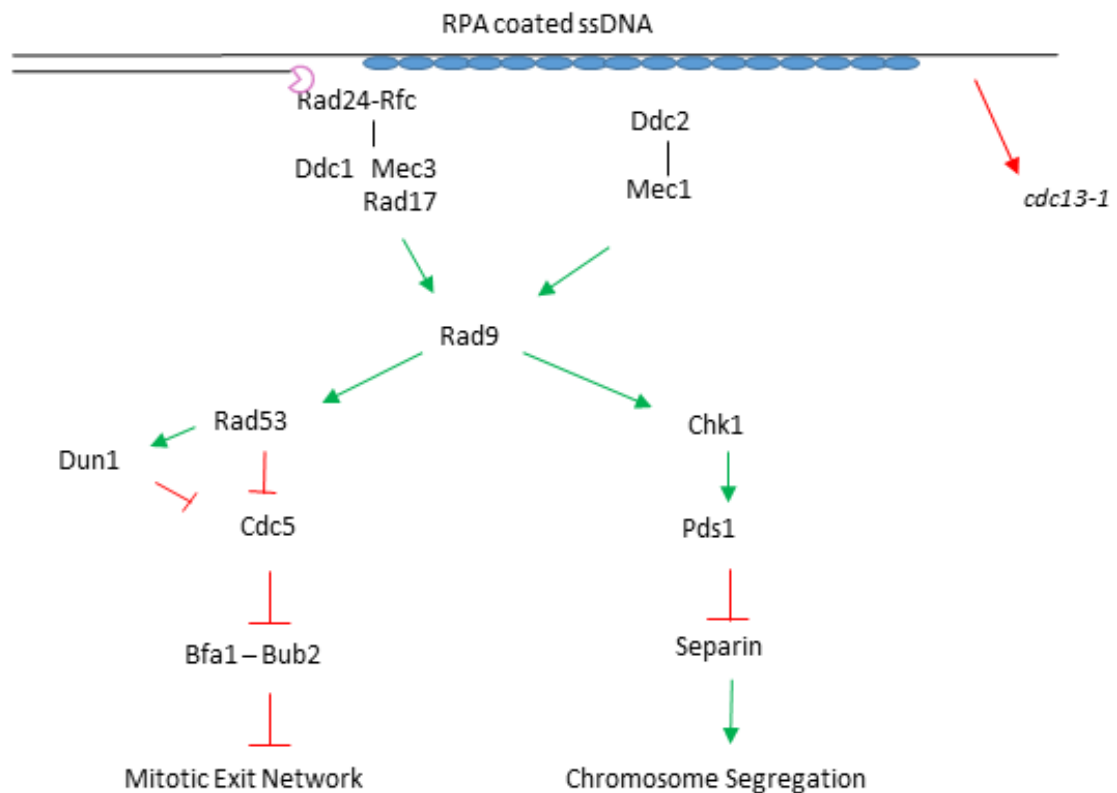 RPA coated ssDNA
Rad24-Rfc
Ddc1 Mec3
Rad17
Ddc2
Mec1
cdc13-1
Rad9
Rad53
Chk1
Dun1
Cdc5
Pds1
Bfa1 – Bub2
Separin
Mitotic Exit Network
Chromosome Segregation